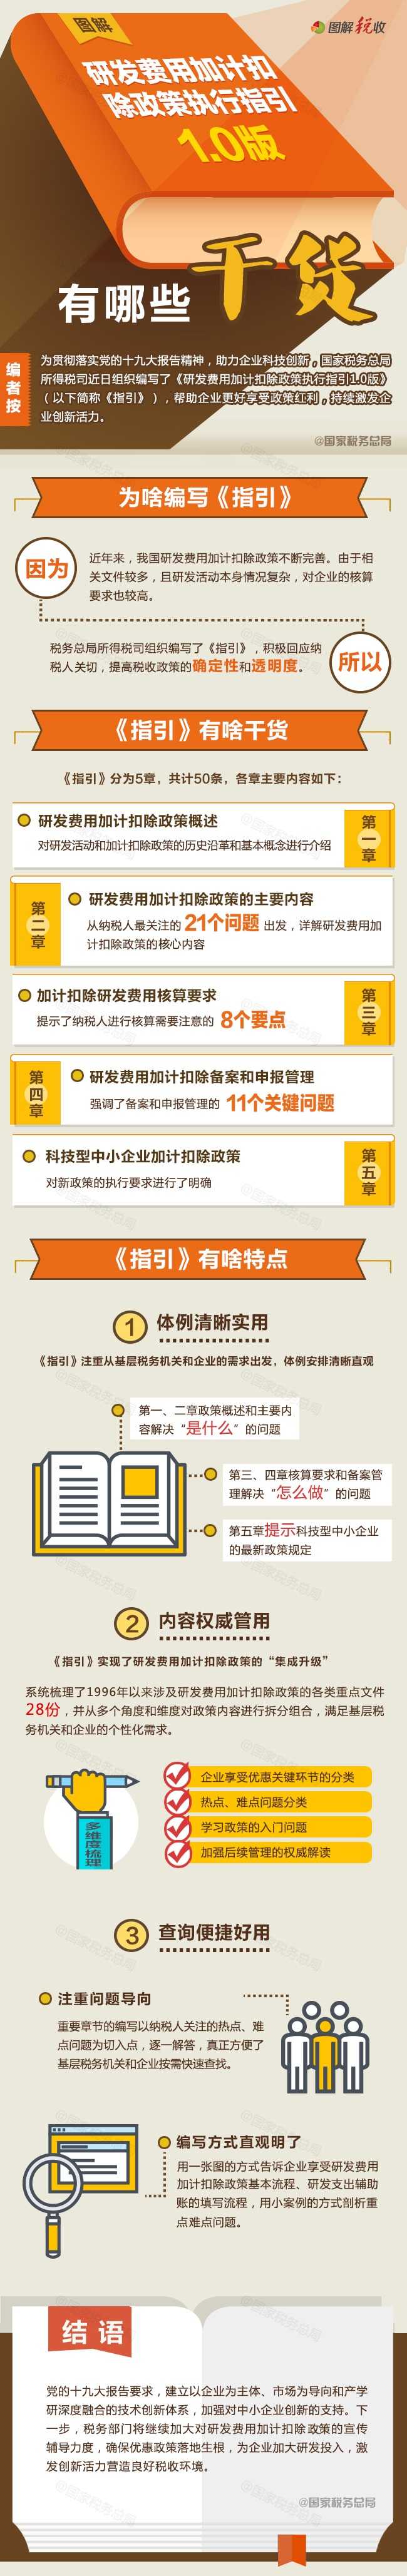 图解
图解税收
研发费用加计扣
除政策执行指引
1.0版
有哪些干货
编者按
为贯彻落实党的十九大报告精神，助力企业科技创新，国家税务总局
所得税司近日组织编写了《研发费用加计扣除政策执行指引1.0版》
（以下简称《指引》），帮助企业更好享受政策红利，持续激发企
业创新活力。
@国家税务总局
为啥编写《指引》
因为
近年来，我国研发费用加计扣除政策不断完善。由于相
关文件较多，且研发活动本身情况复杂，对企业的核算
要求也较高。
税务总局所得税司组织编写了《指引》，积极回应纳
税人关切，提高税收政策的确定性和透明度。
所以
《指引》有啥干货
《指引》分为5章，共计50条，各章主要内容如下：
研发费用加计扣除政策概述
对研发活动和加计扣除政策的历史沿革和基本概念进行介绍
第一章
第二章
研发费用加计扣除政策的主要内容
从纳税人最关注的21个问题出发，详解研发费用加
计扣除政策的核心内容
加计扣除研发费用核算要求
提示了纳税人进行核算需要注意的 8个要点
第三章
第四章
研发费用加计扣除备案和申报管理
强调了备案和申报管理的 11个关键问题
科技型中小企业加计扣除政策
对新政策的执行要求进行了明确
第五章
《指引》有啥特点
1 体例清晰实用
《指引》注重从基层税务机关和企业的需求出发，体例安排清晰直观
第一、二章政策概述和主要内
容解决“是什么”的问题
第三、四章核算要求和备案管
理解决“怎么做”的问题
第五章提示科技型中小企业
的最新政策规定
2 内容权威管用
《指引》实现了研发费用加计扣除政策的“集成升级”
系统梳理了1996年以来涉及研发费用加计扣除政策的各类重点文件
28份，并从多个角度和维度对政策内容进行拆分组合，满足基层税
务机关和企业的个性化需求。
多维度梳理
企业享受优惠关键环节的分类
热点、难点问题分类
学习政策的入门问题
加强后续管理的权威解读
3 查询便捷好用
注重问题导向
重要章节的编写以纳税人关注的热点、难
点问题为切入点，逐一解答，真正方便了
基层税务机关和企业按需快速查找。
编写方式直观明了
用一张图的方式告诉企业享受研发费用
加计扣除政策基本流程、研发支出辅助
账的填写流程，用小案例的方式剖析重
点难点问题。
结语
党的十九大报告要求，建立以企业为主体、市场为导向和产学
研深度融合的技术创新体系，加强对中小企业创新的支持。下
一步，税务部门将继续加大对研发费用加计扣除政策的宣传
辅导力度，确保优惠政策落地生根，为企业加大研发投入，激
发创新活力营造良好税收环境。
@国家税务总局